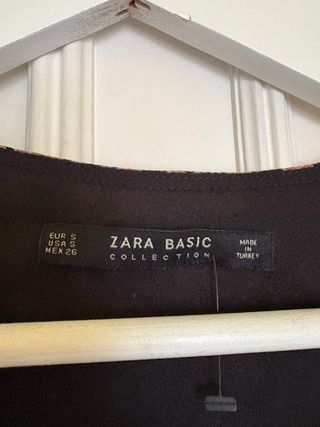 EUR S
USA S
MEX 26
ZARA BASIC
COLLECTION
MADE
IN
TURKEY